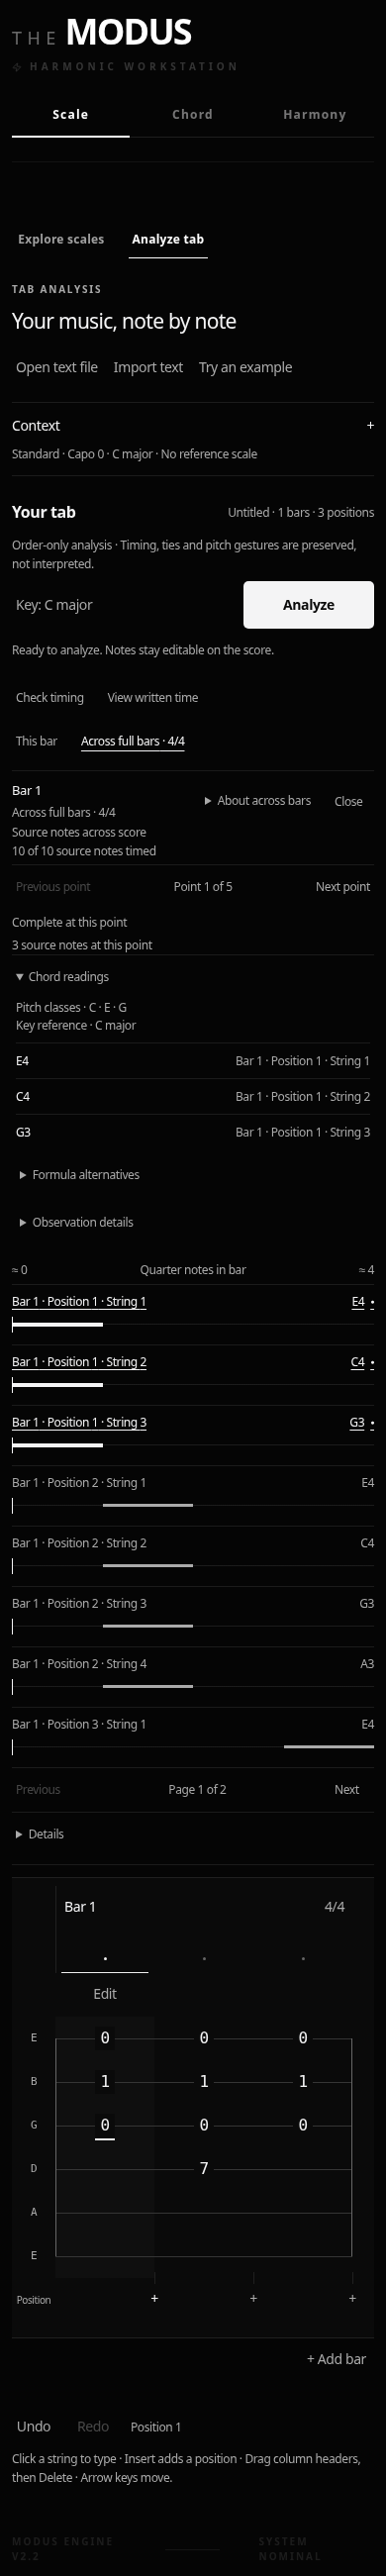 THE MODUS
HARMONIC WORKSTATION
Scale Chord Harmony
Explore scales Analyze tab
TAB ANALYSIS
Your music, note by note
Open text file Import text Try an example
Context +
Standard · Capo 0 · C major · No reference scale
Your tab Untitled · 1 bars · 3 positions
Order-only analysis · Timing, ties and pitch gestures are preserved,
not interpreted.
Key: C major Analyze
Ready to analyze. Notes stay editable on the score.
Check timing View written time
This bar Across full bars · 4/4
Bar 1
▶ About across bars Close
Across full bars · 4/4
Source notes across score
10 of 10 source notes timed
Previous point Point 1 of 5 Next point
Complete at this point
3 source notes at this point
▼ Chord readings
Pitch classes · C · E · G
Key reference · C major
E4 Bar 1 · Position 1 · String 1
C4 Bar 1 · Position 1 · String 2
G3 Bar 1 · Position 1 · String 3
▶ Formula alternatives
▶ Observation details
≈ 0 Quarter notes in bar ≈ 4
Bar 1 · Position 1 · String 1 E4 •
Bar 1 · Position 1 · String 2 C4 •
Bar 1 · Position 1 · String 3 G3 •
Bar 1 · Position 2 · String 1 E4
Bar 1 · Position 2 · String 2 C4
Bar 1 · Position 2 · String 3 G3
Bar 1 · Position 2 · String 4 A3
Bar 1 · Position 3 · String 1 E4
Previous Page 1 of 2 Next
▶ Details
Bar 1 4/4
· · ·
Edit
E 0 0 0
B 1 1 1
G 0 0 0
D 7
A
E
Position + + +
+ Add bar
Undo Redo Position 1
Click a string to type · Insert adds a position · Drag column headers,
then Delete · Arrow keys move.
MODUS ENGINE
V2.2
SYSTEM
NOMINAL